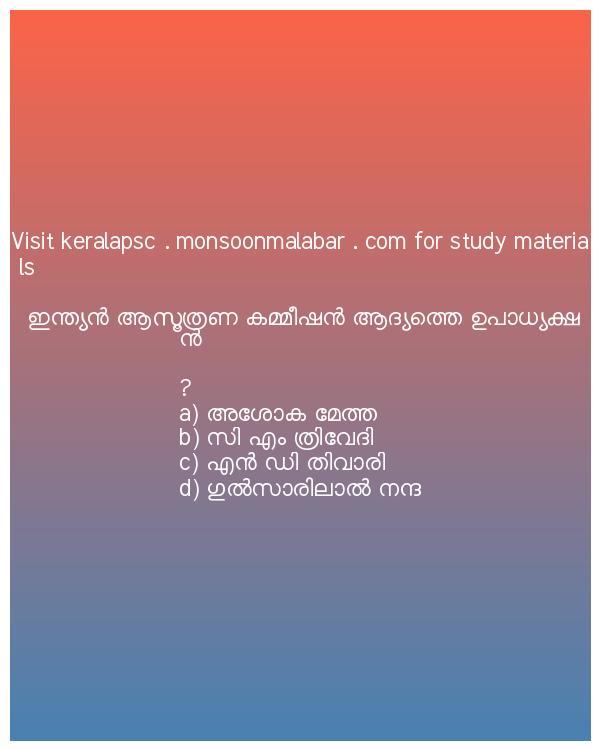 Visit keralapsc . monsoonmalabar . com for study materia
ls
ഇന്ത്യൻ ആസൂത്രണ കമ്മീഷൻ ആദ്യത്തെ ഉപാധ്യക്ഷ
ൻ
?
a) അശോക മേത്ത
b) സി എം ത്രിവേദി
c) എൻ ഡി തിവാരി
d) ഗുൽസാരിലാൽ നന്ദ